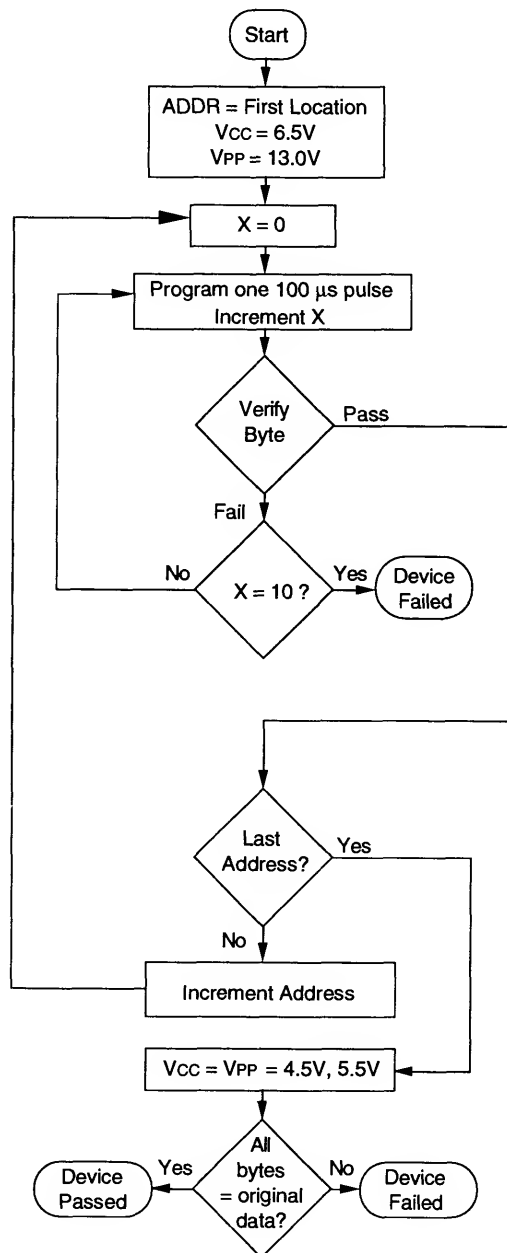 Start
ADDR = First Location
VCC = 6.5V
VPP = 13.0V
X = 0
Program one 100 µs pulse
Increment X
Verify
Byte
Pass
Fail
No
X = 10 ?
Yes
Device
Failed
Last
Address?
Yes
No
Increment Address
VCC = VPP = 4.5V, 5.5V
Device
Passed
Yes
All
bytes
= original
data?
No
Device
Failed